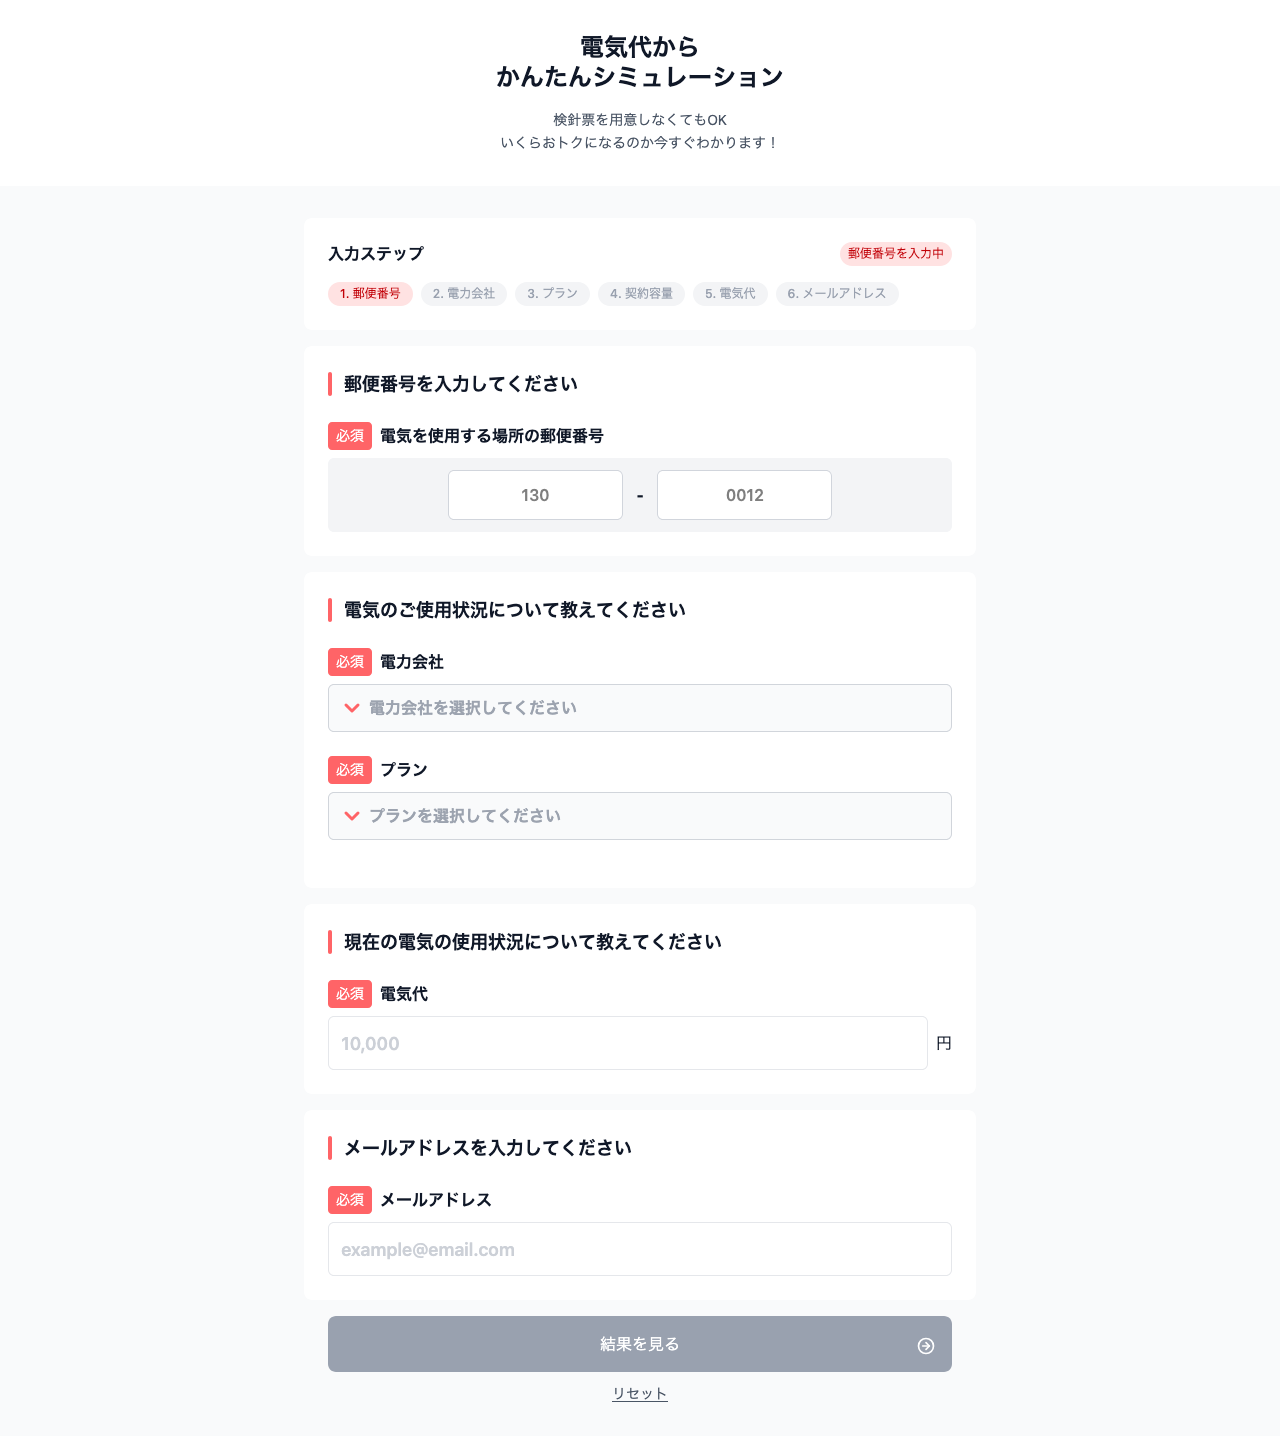 電気代から
かんたんシミュレーション
検針票を用意しなくてもOK
いくらおトクになるのか今すぐわかります！
入力ステップ
郵便番号を入力中
1. 郵便番号
2. 電力会社
3. プラン
4. 契約容量
5. 電気代
6. メールアドレス
郵便番号を入力してください
必須 電気を使用する場所の郵便番号
130 - 0012
電気のご使用状況について教えてください
必須 電力会社
電力会社を選択してください
必須 プラン
プランを選択してください
現在の電気の使用状況について教えてください
必須 電気代
10,000 円
メールアドレスを入力してください
必須 メールアドレス
example@email.com
結果を見る
リセット